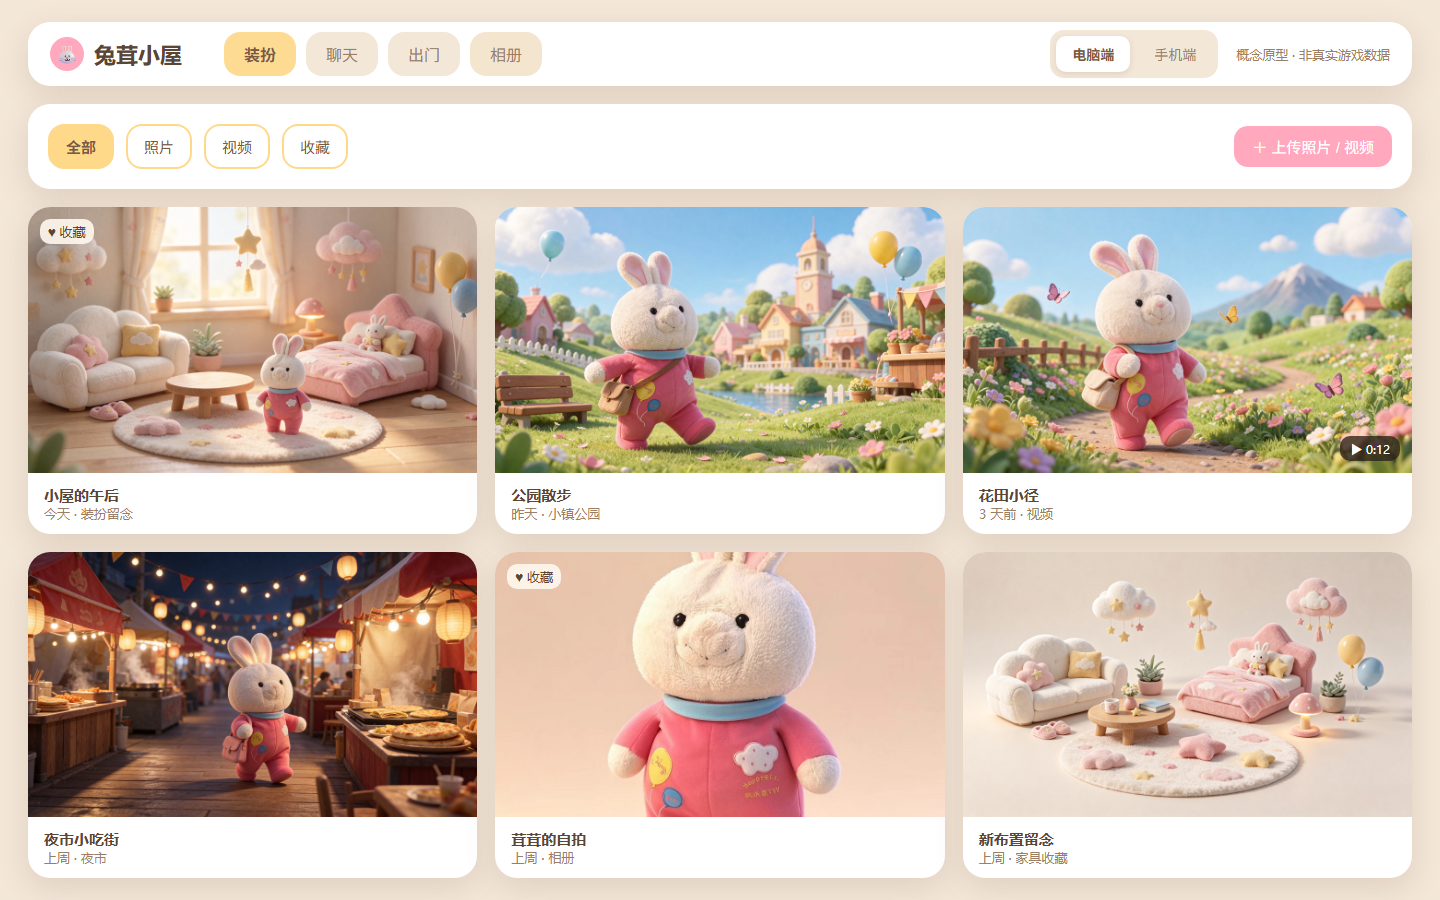 兔茸小屋
装扮
聊天
出门
相册
电脑端
手机端
概念原型 · 非真实游戏数据
全部
照片
视频
收藏
＋ 上传照片 / 视频
♥ 收藏
▶ 0:12
小屋的午后
今天 · 装扮留念
公园散步
昨天 · 小镇公园
花田小径
3 天前 · 视频
♥ 收藏
夜市小吃街
上周 · 夜市
茸茸的自拍
上周 · 相册
新布置留念
上周 · 家具收藏